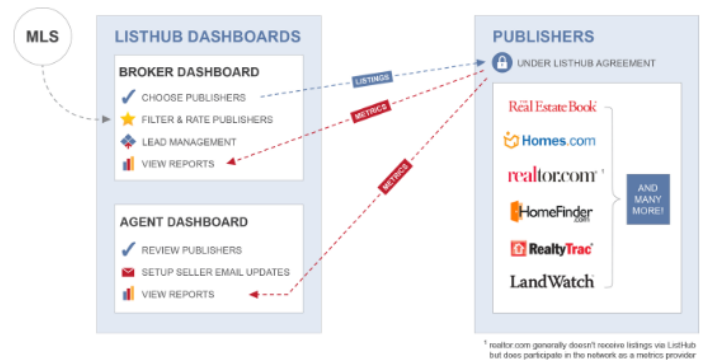 MLS
LISTHUB DASHBOARDS
BROKER DASHBOARD
CHOOSE PUBLISHERS
FILTER & RATE PUBLISHERS
LEAD MANAGEMENT
VIEW REPORTS
AGENT DASHBOARD
REVIEW PUBLISHERS
SETUP SELLER EMAIL UPDATES
VIEW REPORTS
LISTINGS
METRICS
METRICS
PUBLISHERS
UNDER LISTHUB AGREEMENT
The Real Estate Book
Homes.com
realtor.com 1
HomeFinder
.com
RealtyTrac
LandWatch
AND
MANY
MORE!
1 realtor.com generally doesn't receive listings via ListHub
but does participate in the network as a metrics provider